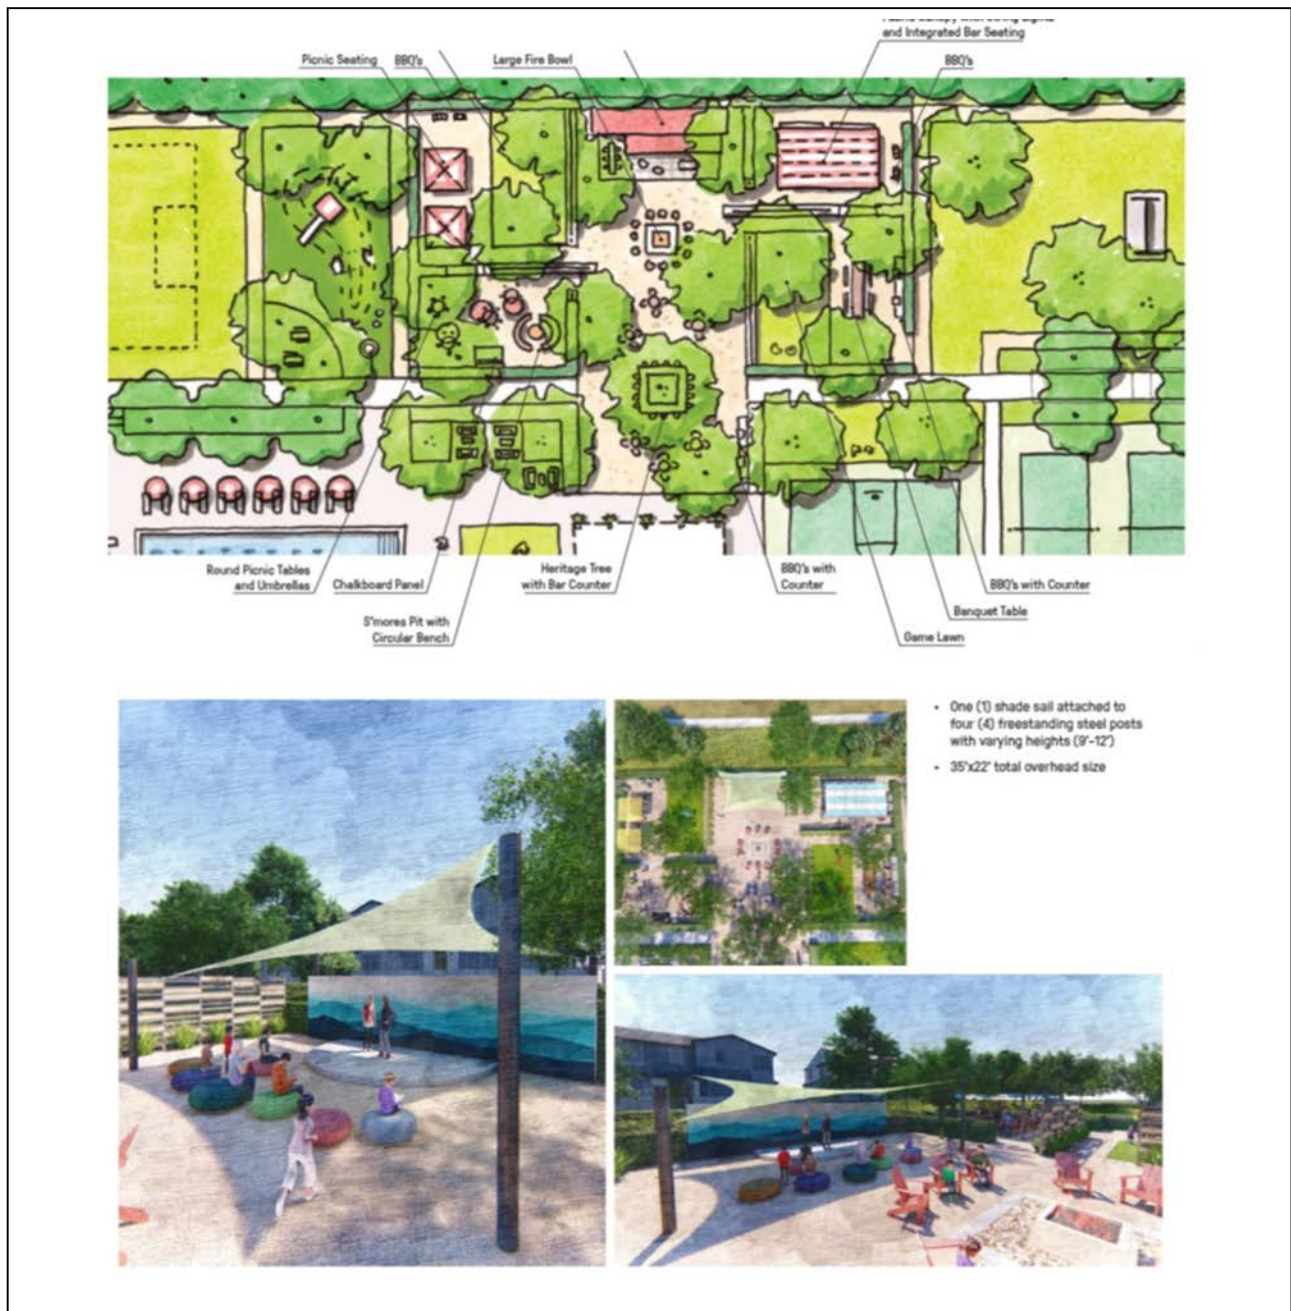 and Integrated Bar Seating
Picnic Seating
BBQ's
Large Fire Bowl
BBQ's
Round Picnic Tables
and Umbrellas
Chalkboard Panel
S'mores Pit with
Circular Bench
Heritage Tree
with Bar Counter
BBQ's with
Counter
BBQ's with Counter
Banquet Table
Game Lawn
• One (1) shade sail attached to
four (4) freestanding steel posts
with varying heights (9'-12')
• 35'x22' total overhead size